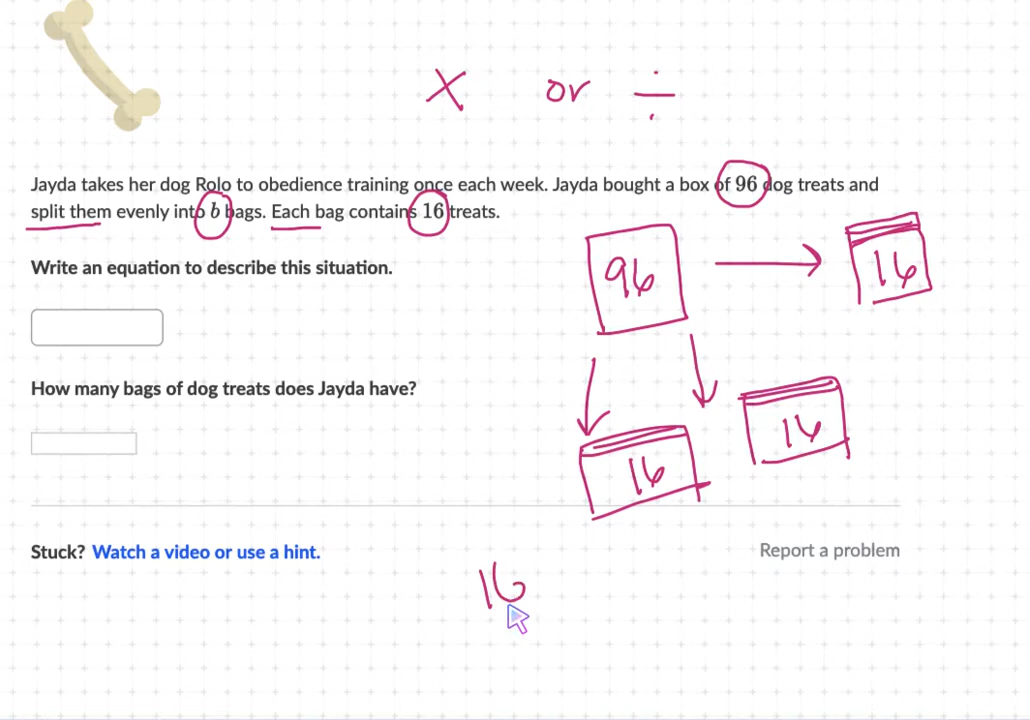 × or ÷
Jayda takes her dog Rolo to obedience training once each week. Jayda bought a box of 96 dog treats and
split them evenly into b bags. Each bag contains 16 treats.
Write an equation to describe this situation.
96
16
How many bags of dog treats does Jayda have?
16
16
Stuck? Watch a video or use a hint.
Report a problem
16